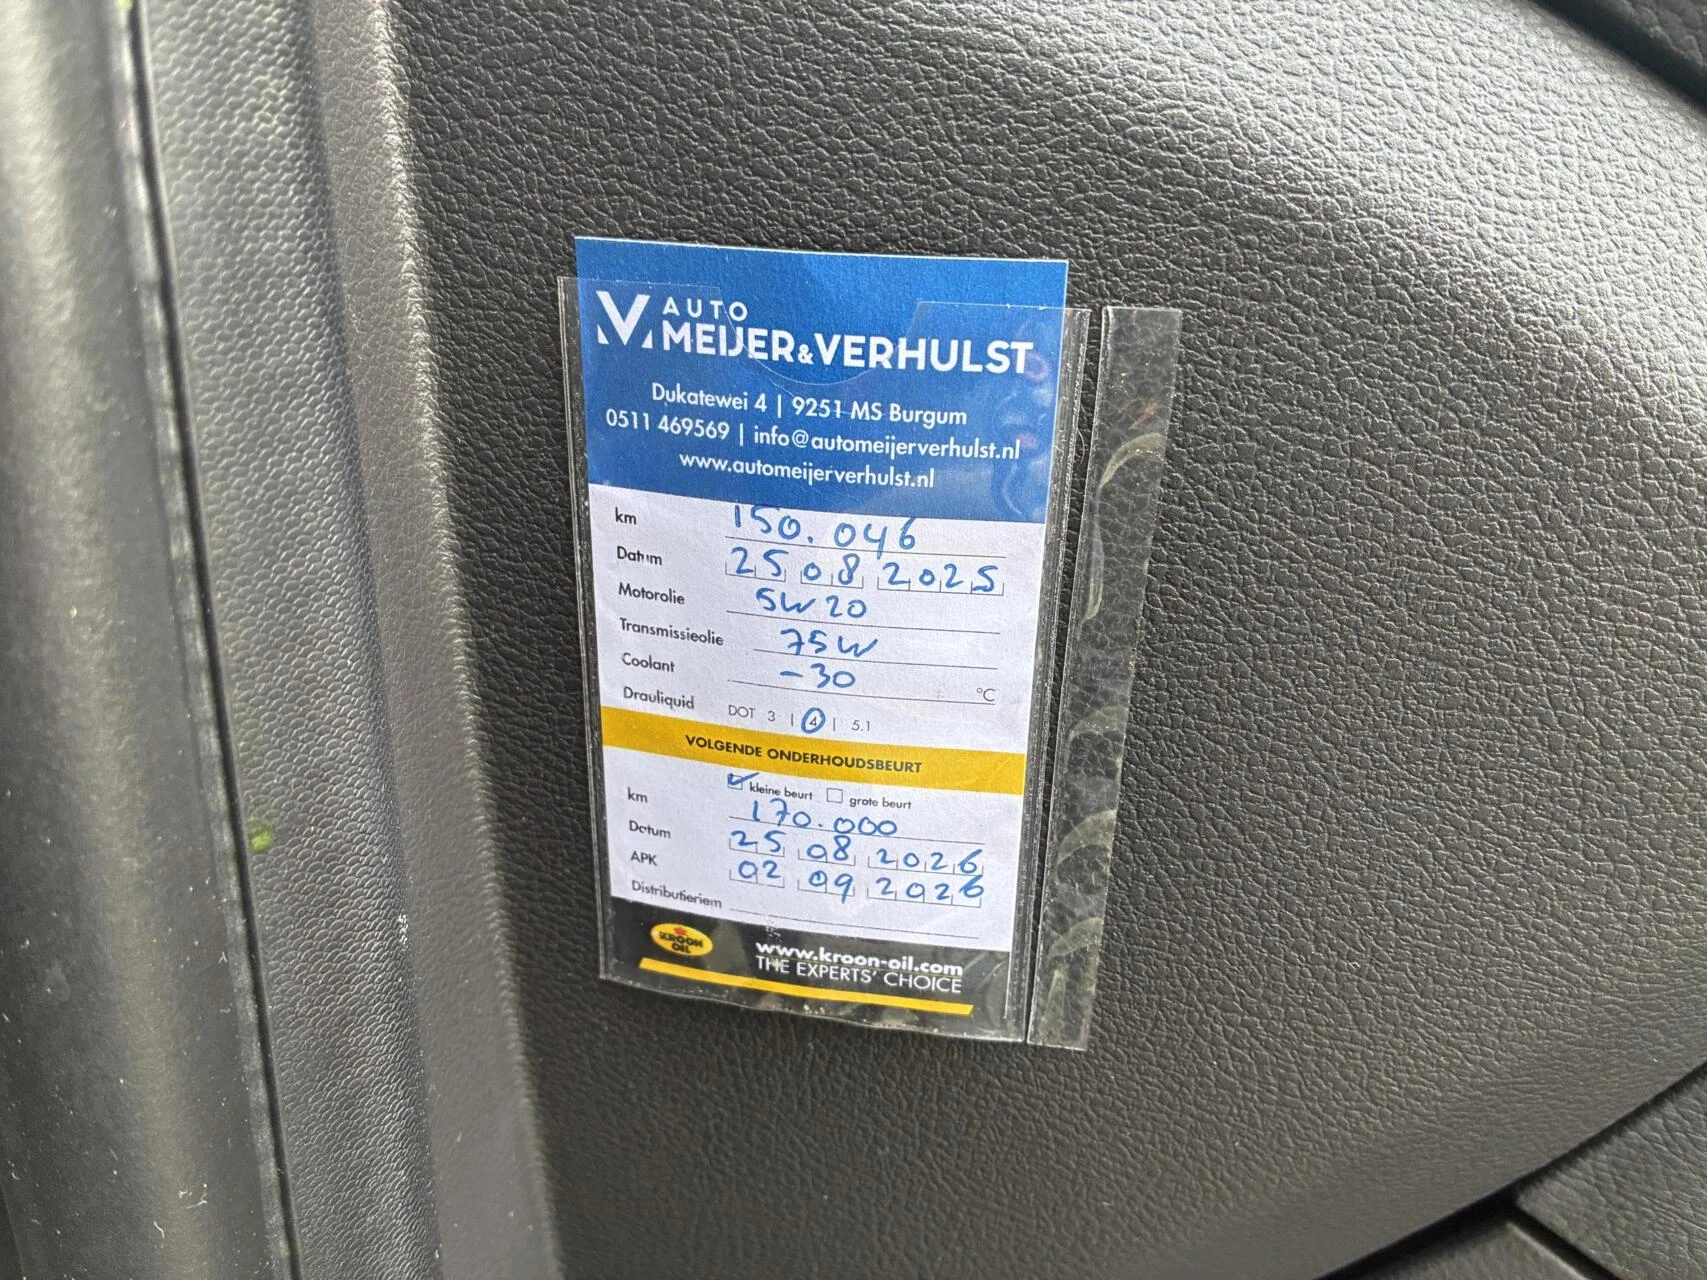 AUTO
MEIJER&VERHULST
Dukatewei 4 | 9251 MS Burgum
0511 469569 | info@automeijerverhulst.nl
www.automeijerverhulst.nl
km 150.046
Datum 25 08 2025
Motorolie 5W20
Transmissieolie 75W
Coolant -30 °C
Drauliquid DOT 3 | 4 | 5.1
VOLGENDE ONDERHOUDSBEURT
kleine beurt grote beurt
km 170.000
Datum 25 08 2026
APK 02 09 2026
Distributieriem
KROON OIL
www.kroon-oil.com
THE EXPERTS' CHOICE